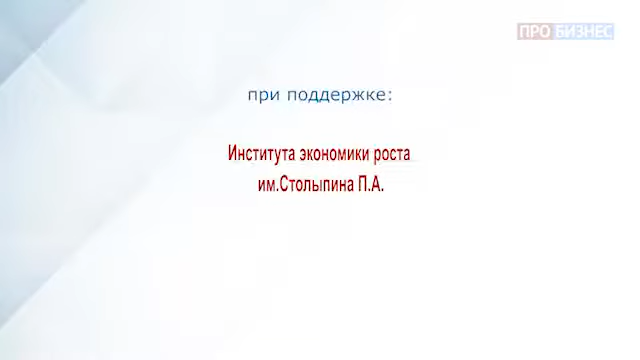 ПРО БИЗНЕС
при поддержке:
Института экономики роста
им.Столыпина П.А.